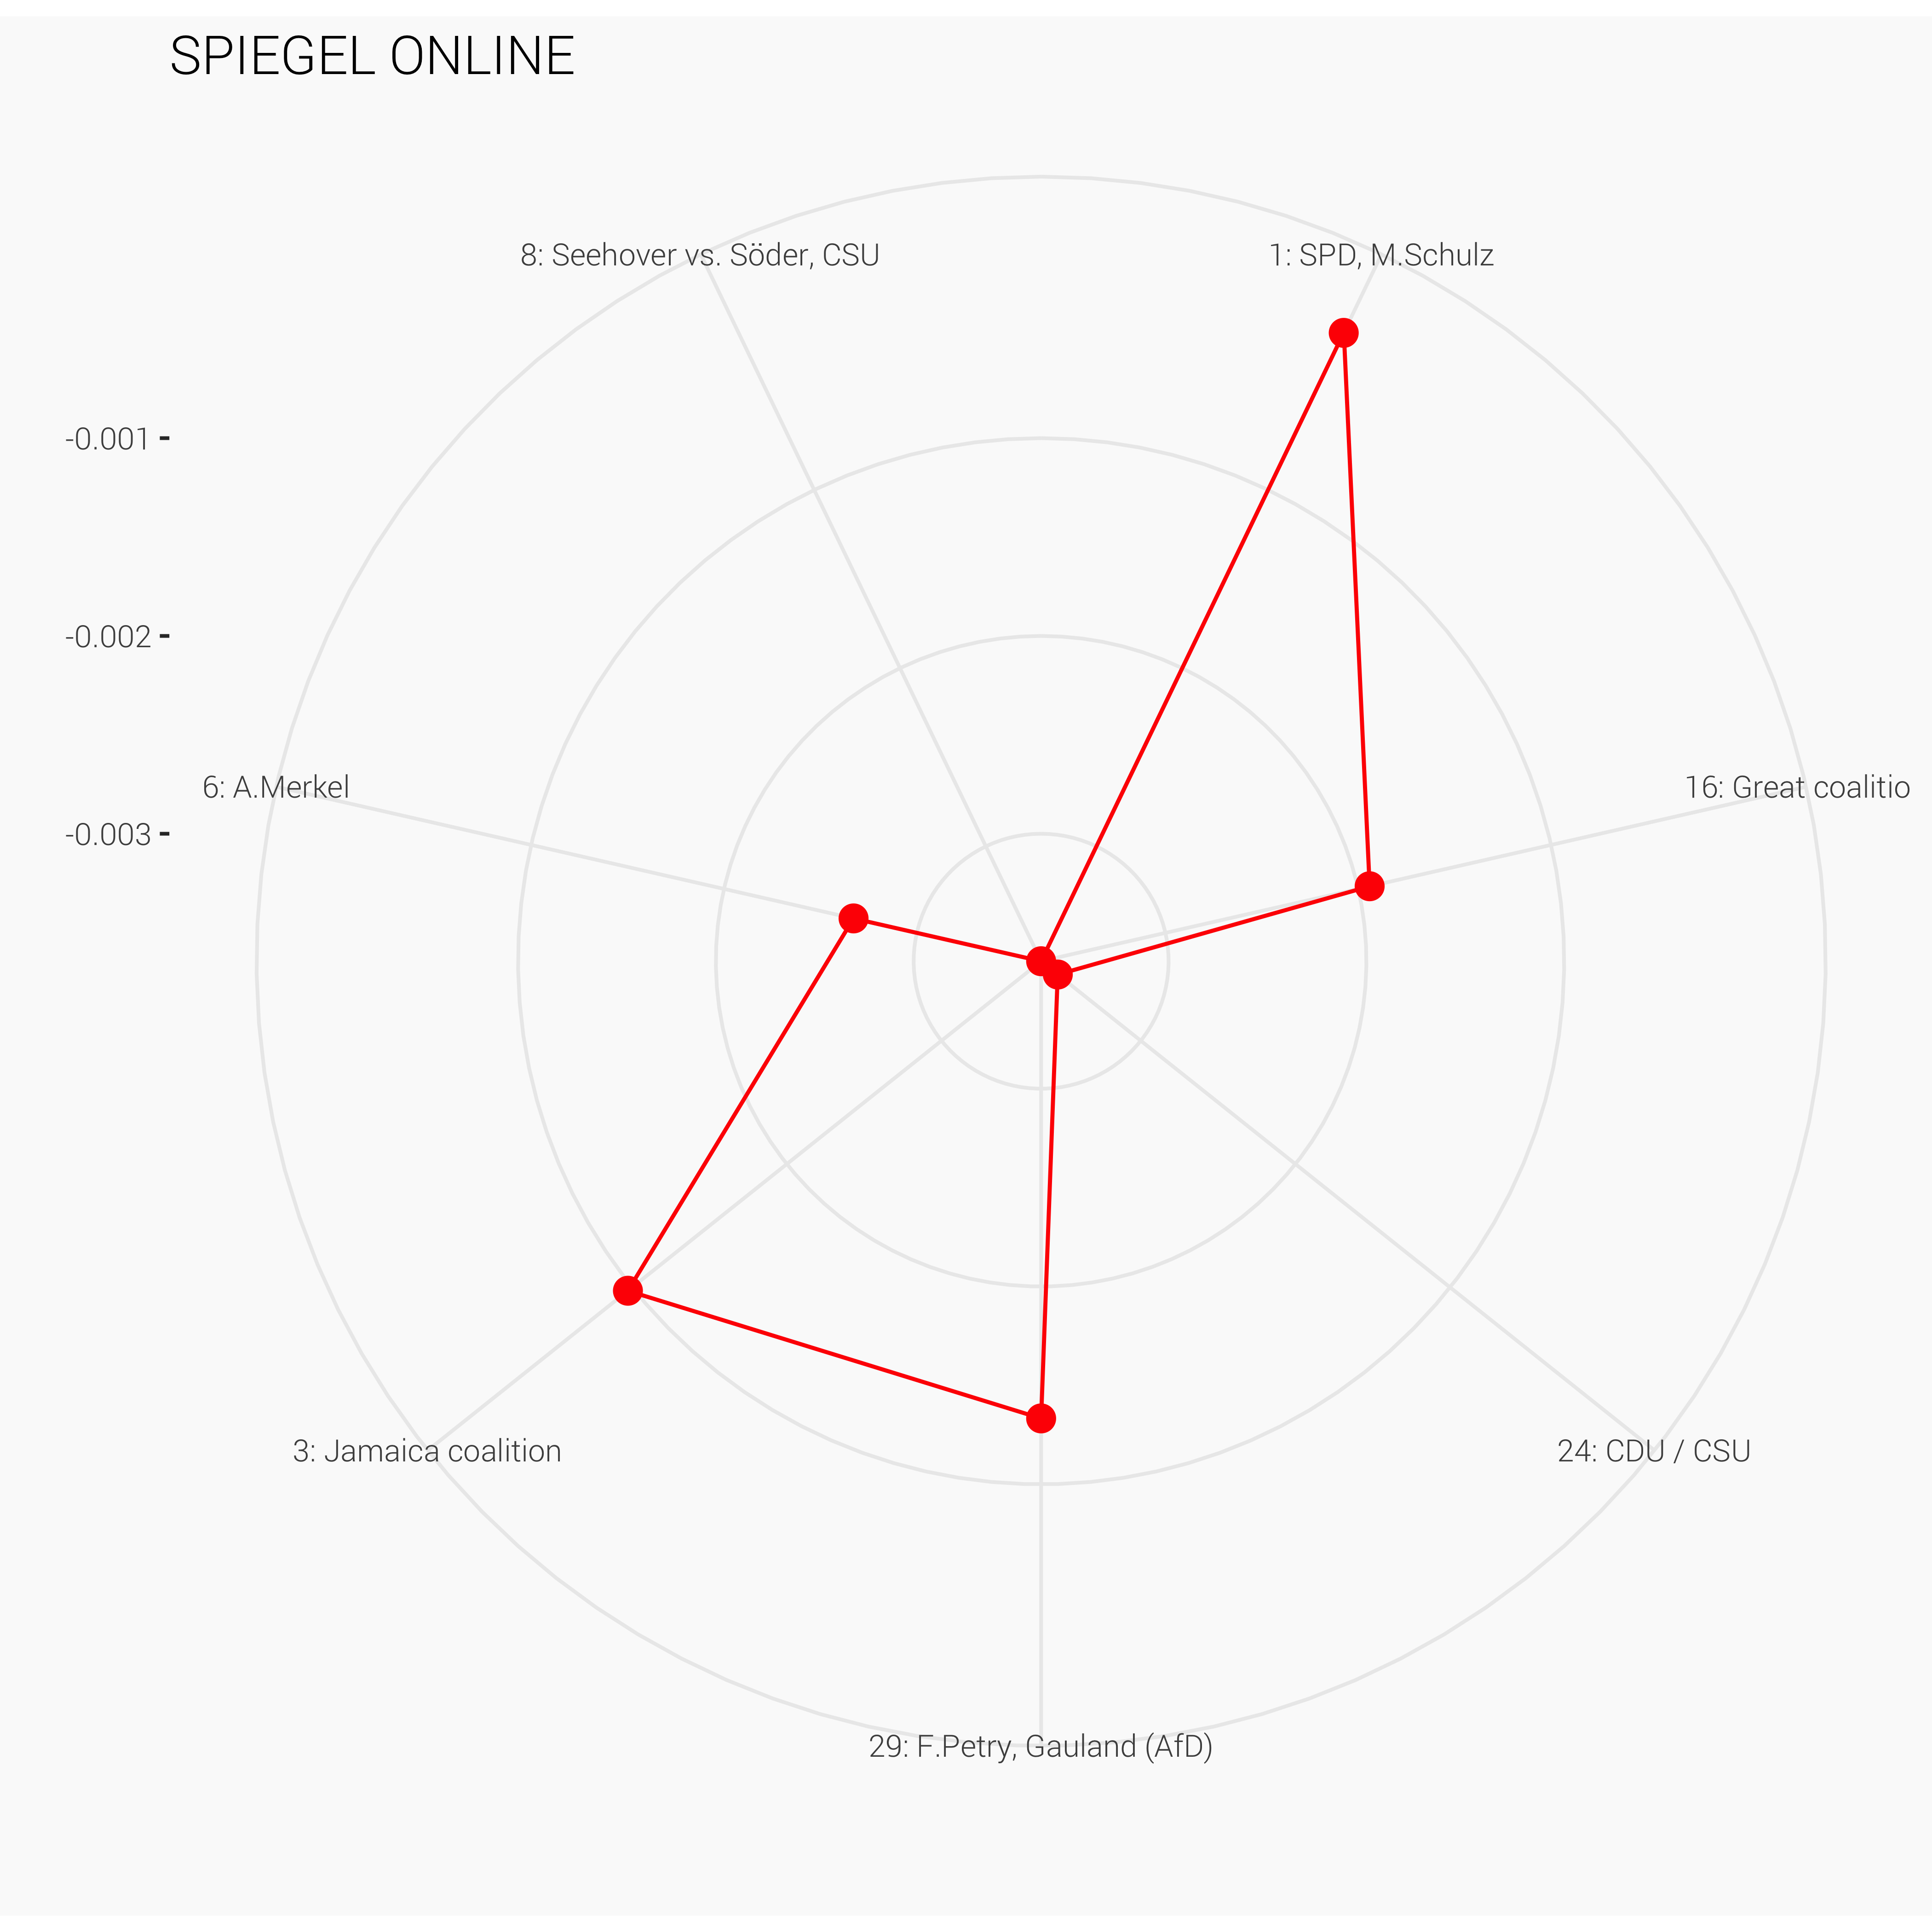 SPIEGEL ONLINE
8: Seehover vs. Söder, CSU
1: SPD, M.Schulz
-0.001
-0.002
6: A.Merkel
16: Great coalitio
-0.003
3: Jamaica coalition
24: CDU / CSU
29: F.Petry, Gauland (AfD)